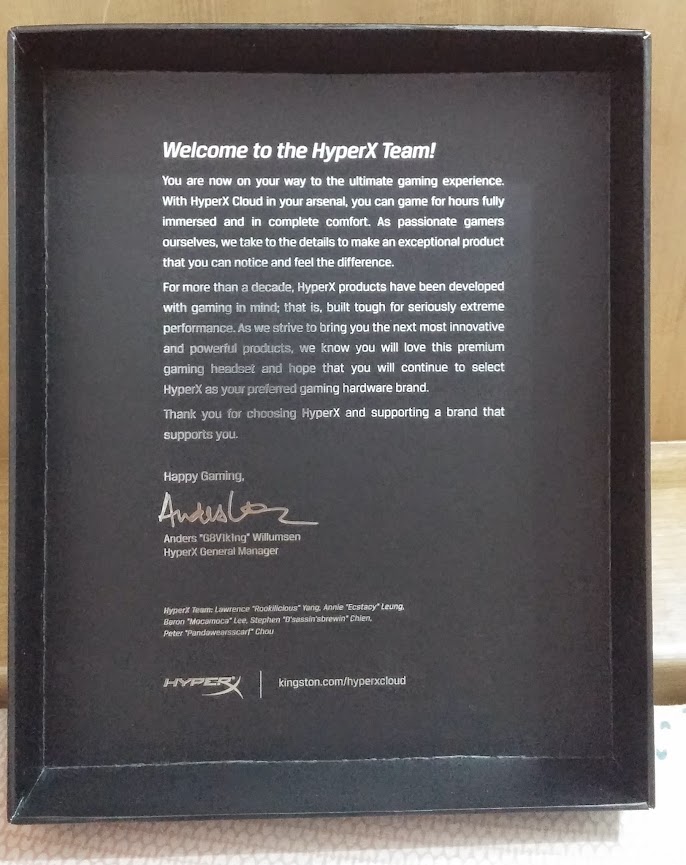 Welcome to the HyperX Team!
You are now on your way to the ultimate gaming experience.
With HyperX Cloud in your arsenal, you can game for hours fully
immersed and in complete comfort. As passionate gamers
ourselves, we take to the details to make an exceptional product
that you can notice and feel the difference.
For more than a decade, HyperX products have been developed
with gaming in mind; that is, built tough for seriously extreme
performance. As we strive to bring you the next most innovative
and powerful products, we know you will love this premium
gaming headset and hope that you will continue to select
HyperX as your preferred gaming hardware brand.
Thank you for choosing HyperX and supporting a brand that
supports you.
Happy Gaming,
Anders "G8V1k1ng" Willumsen
HyperX General Manager
HyperX Team: Lawrence "Rookilicious" Yang, Annie "Ecstacy" Leung,
Baron "Mocamoca" Lee, Stephen "D'sassin'sbrewin" Chien,
Peter "Pandawearsscarf" Chou
HYPERX | kingston.com/hyperxcloud